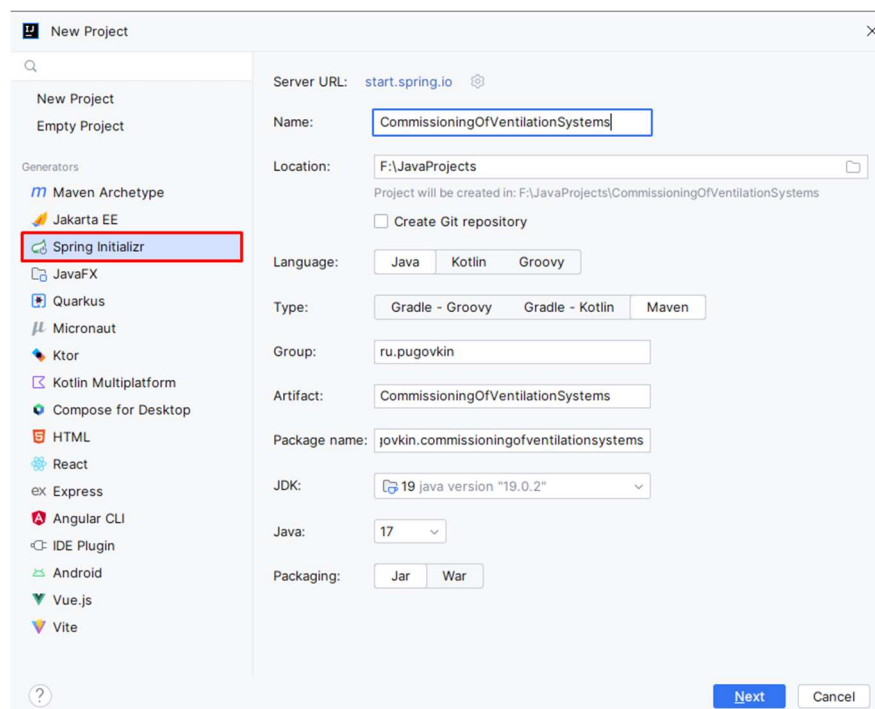 New Project
New Project
Empty Project
Generators
Maven Archetype
Jakarta EE
Spring Initializr
JavaFX
Quarkus
Micronaut
Ktor
Kotlin Multiplatform
Compose for Desktop
HTML
React
Express
Angular CLI
IDE Plugin
Android
Vue.js
Vite
Server URL: start.spring.io
Name: CommissioningOfVentilationSystems
Location: F:\JavaProjects
Project will be created in: F:\JavaProjects\CommissioningOfVentilationSystems
Create Git repository
Language: Java Kotlin Groovy
Type: Gradle - Groovy Gradle - Kotlin Maven
Group: ru.pugovkin
Artifact: CommissioningOfVentilationSystems
Package name: ovkin.commissioningofventilationsystems
JDK: 19 java version "19.0.2"
Java: 17
Packaging: Jar War
? Next Cancel